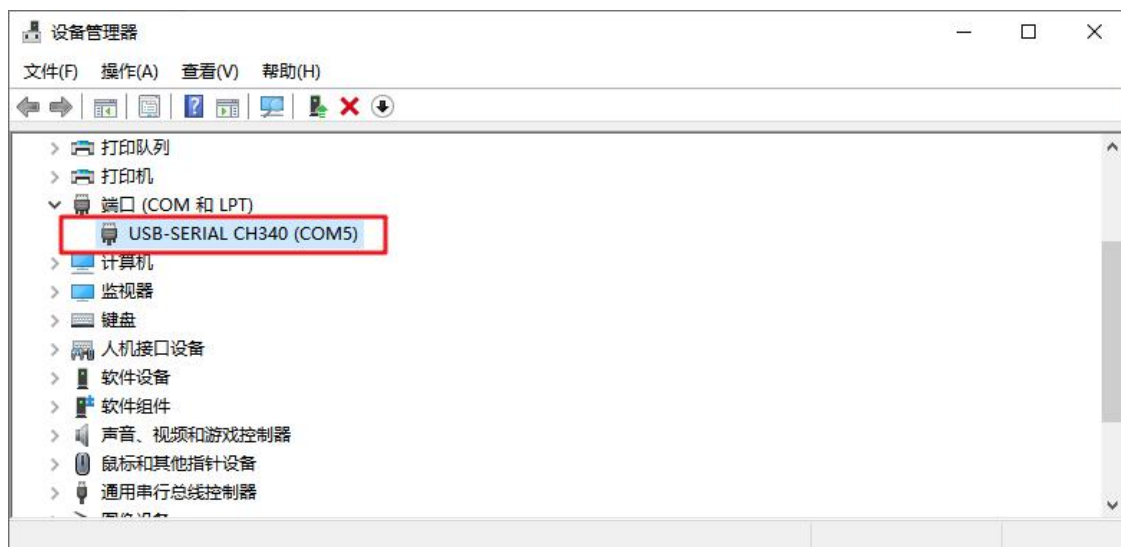 设备管理器
文件(F) 操作(A) 查看(V) 帮助(H)
打印队列
打印机
端口 (COM 和 LPT)
USB-SERIAL CH340 (COM5)
计算机
监视器
键盘
人机接口设备
软件设备
软件组件
声音、视频和游戏控制器
鼠标和其他指针设备
通用串行总线控制器